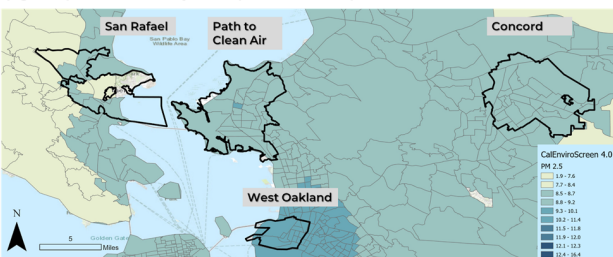 San Rafael
Path to
Clean Air
Concord
San Pablo Bay
Wildlife Area
West Oakland
Golden Gate
N
5
Miles
CalEnviroScreen 4.0
PM 2.5
1.9 - 7.6
7.7 - 8.4
8.5 - 8.7
8.8 - 9.2
9.3 - 10.1
10.2 - 11.4
11.5 - 11.8
11.9 - 12.0
12.1 - 12.3
12.4 - 16.4